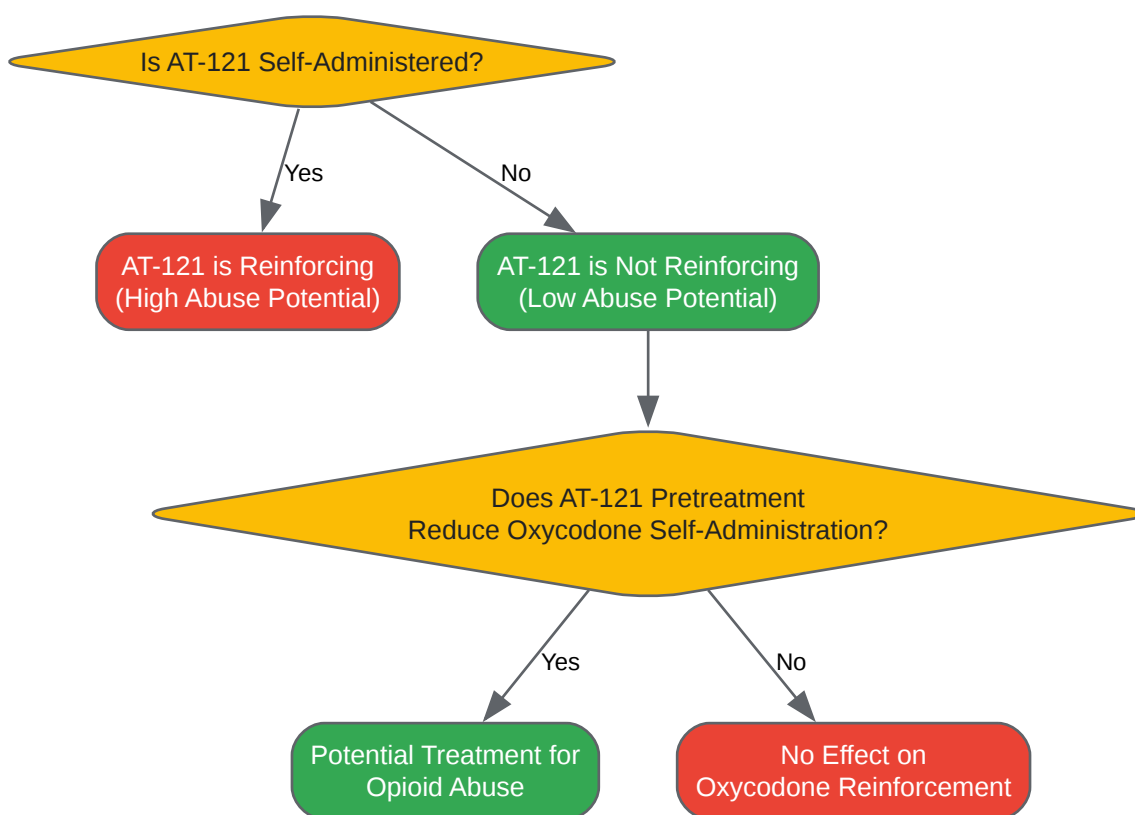 Is AT-121 Self-Administered?
Yes
No
AT-121 is Reinforcing
(High Abuse Potential)
AT-121 is Not Reinforcing
(Low Abuse Potential)
Does AT-121 Pretreatment
Reduce Oxycodone Self-Administration?
Yes
No
Potential Treatment for
Opioid Abuse
No Effect on
Oxycodone Reinforcement